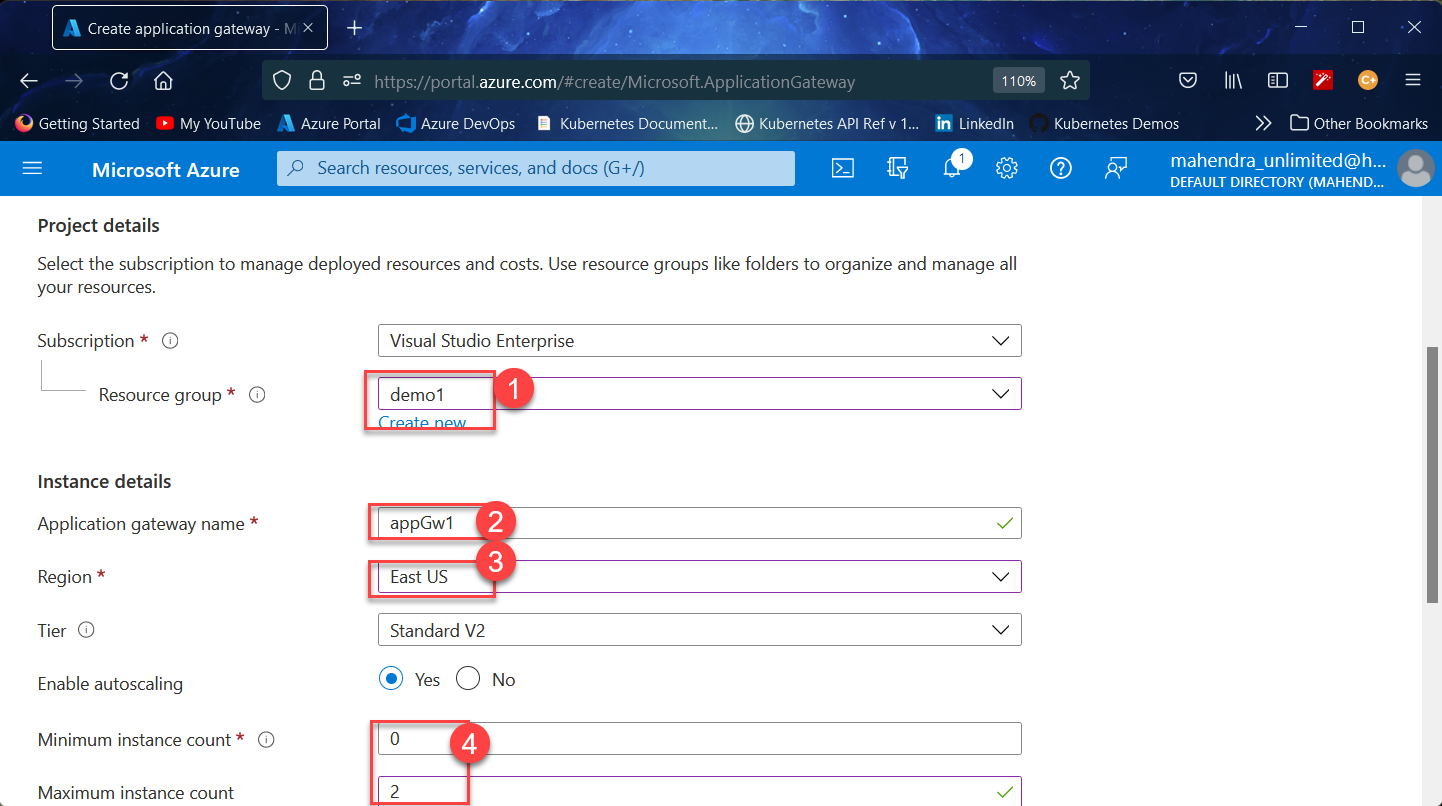 Create application gateway - M
https://portal.azure.com/#create/Microsoft.ApplicationGateway
110%
C+
Getting Started
My YouTube
Azure Portal
Azure DevOps
Kubernetes Document...
Kubernetes API Ref v 1...
LinkedIn
Kubernetes Demos
Other Bookmarks
Microsoft Azure
Search resources, services, and docs (G+/)
1
mahendra_unlimited@h...
DEFAULT DIRECTORY (MAHEND...
Project details
Select the subscription to manage deployed resources and costs. Use resource groups like folders to organize and manage all
your resources.
Subscription *
Visual Studio Enterprise
Resource group *
demo1
1
Create new
Instance details
Application gateway name *
appGw1
2
3
Region *
East US
Tier
Standard V2
Enable autoscaling
Yes
No
Minimum instance count *
0
4
Maximum instance count
2